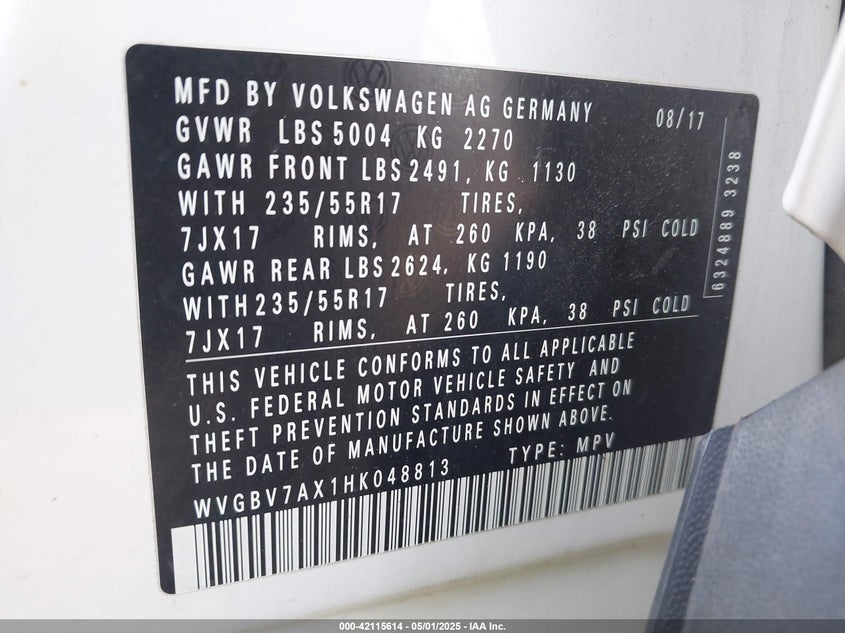 MFD BY VOLKSWAGEN AG GERMANY 08/17
GVWR LBS 5004 KG 2270
GAWR FRONT LBS 2491, KG 1130
WITH 235/55R17 TIRES,
7JX17 RIMS, AT 260 KPA, 38 PSI COLD
GAWR REAR LBS 2624, KG 1190
WITH 235/55R17 TIRES,
7JX17 RIMS, AT 260 KPA, 38 PSI COLD
6324889 3238
THIS VEHICLE CONFORMS TO ALL APPLICABLE
U.S. FEDERAL MOTOR VEHICLE SAFETY AND
THEFT PREVENTION STANDARDS IN EFFECT ON
THE DATE OF MANUFACTURE SHOWN ABOVE.
WVGBV7AX1HK048813 TYPE: MPV
000-42115614 - 05/01/2025 - IAA Inc.